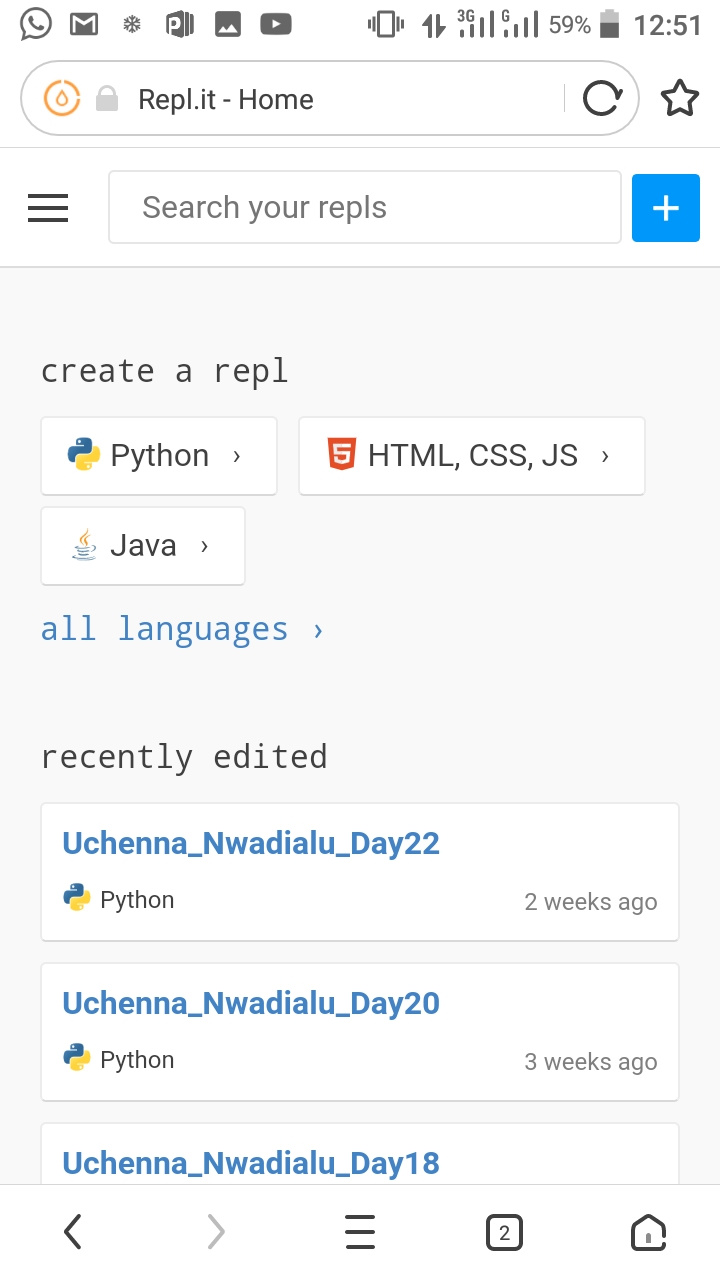 3G G 59% 12:51
Repl.it - Home
Search your repls
+
create a repl
Python ›
HTML, CSS, JS ›
Java ›
all languages ›
recently edited
Uchenna_Nwadialu_Day22
Python 2 weeks ago
Uchenna_Nwadialu_Day20
Python 3 weeks ago
Uchenna_Nwadialu_Day18
2